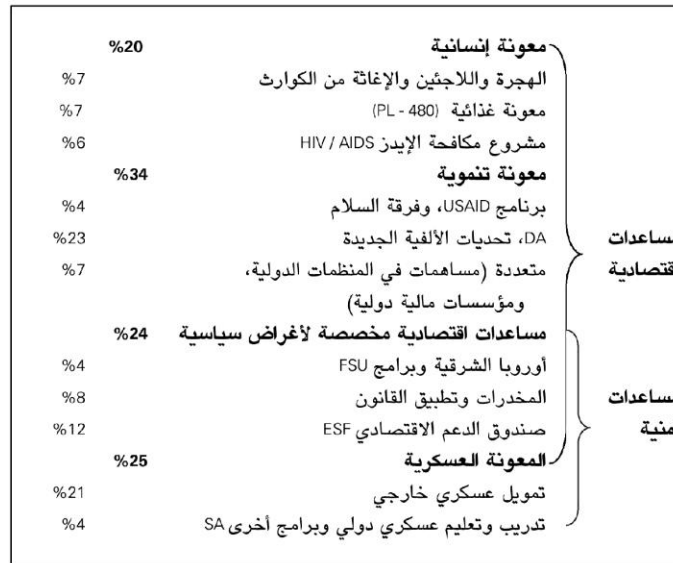 معونة إنسانية %20
الهجرة واللاجئين والإغاثة من الكوارث %7
معونة غذائية (PL - 480) %7
مشروع مكافحة الإيدز HIV / AIDS %6
معونة تنموية %34
برنامج USAID، وفرقة السلام %4
DA، تحديات الألفية الجديدة %23
متعددة (مساهمات في المنظمات الدولية، %7
ومؤسسات مالية دولية)
مساعدات اقتصادية مخصصة لأغراض سياسية %24
أوروبا الشرقية وبرامج FSU %4
المخدرات وتطبيق القانون %8
صندوق الدعم الاقتصادي ESF %12
المعونة العسكرية %25
تمويل عسكري خارجي %21
تدريب وتعليم عسكري دولي وبرامج أخرى SA %4